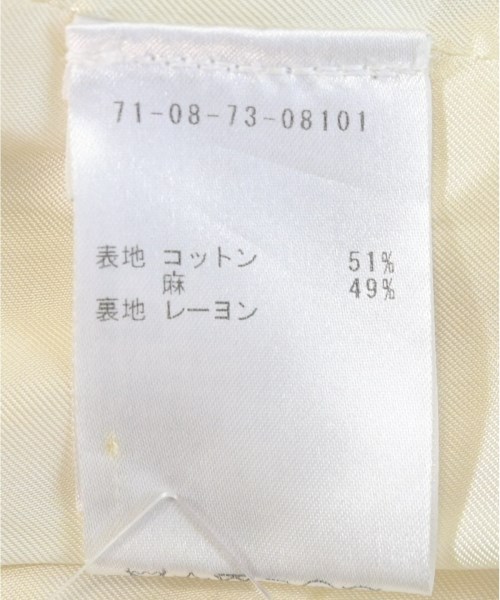 71-08-73-08101
表地 コットン 51%
麻 49%
裏地 レーヨン